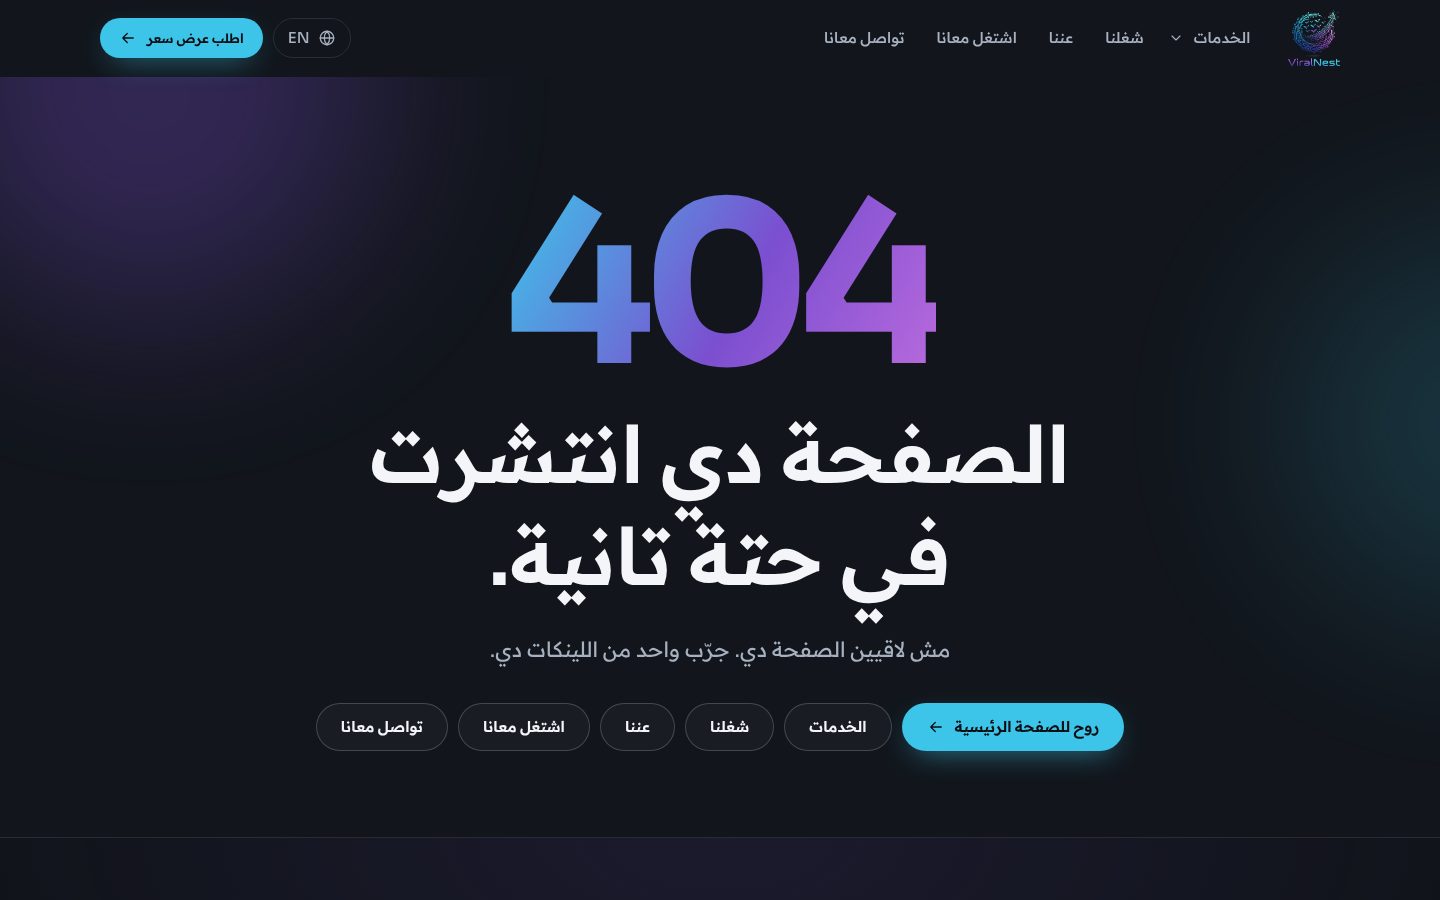 ViralNest
الخدمات
شغلنا
عننا
اشتغل معانا
تواصل معانا
EN
اطلب عرض سعر
404
الصفحة دي انتشرت
في حتة تانية.
مش لاقيين الصفحة دي. جرّب واحد من اللينكات دي.
روح للصفحة الرئيسية
الخدمات
شغلنا
عننا
اشتغل معانا
تواصل معانا